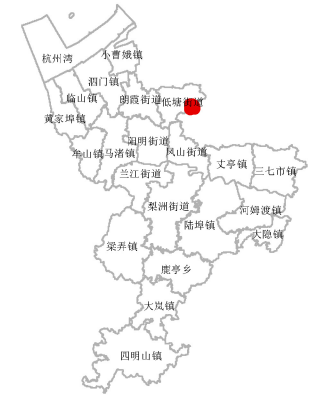 杭州湾
小曹娥镇
泗门镇
临山镇
朗霞街道
低塘街道
黄家埠镇
阳明街道
牟山镇
马渚镇
凤山街道
丈亭镇
三七市镇
兰江街道
梨洲街道
河姆渡镇
陆埠镇
大隐镇
梁弄镇
鹿亭乡
大岚镇
四明山镇